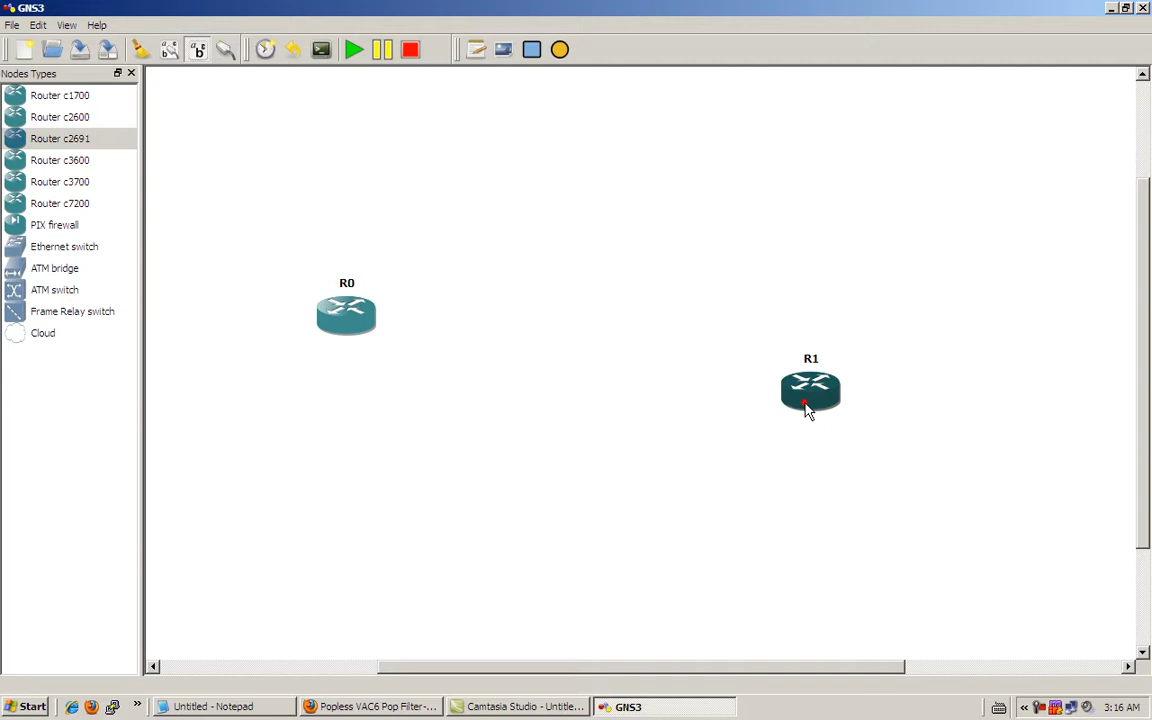 GNS3
File Edit View Help
Nodes Types
Router c1700
Router c2600
Router c2691
Router c3600
Router c3700
Router c7200
PIX firewall
Ethernet switch
ATM bridge
ATM switch
Frame Relay switch
Cloud
R0
R1
Start » Untitled - Notepad Popless VAC6 Pop Filter-... Camtasia Studio - Untitle... GNS3 « 3:16 AM